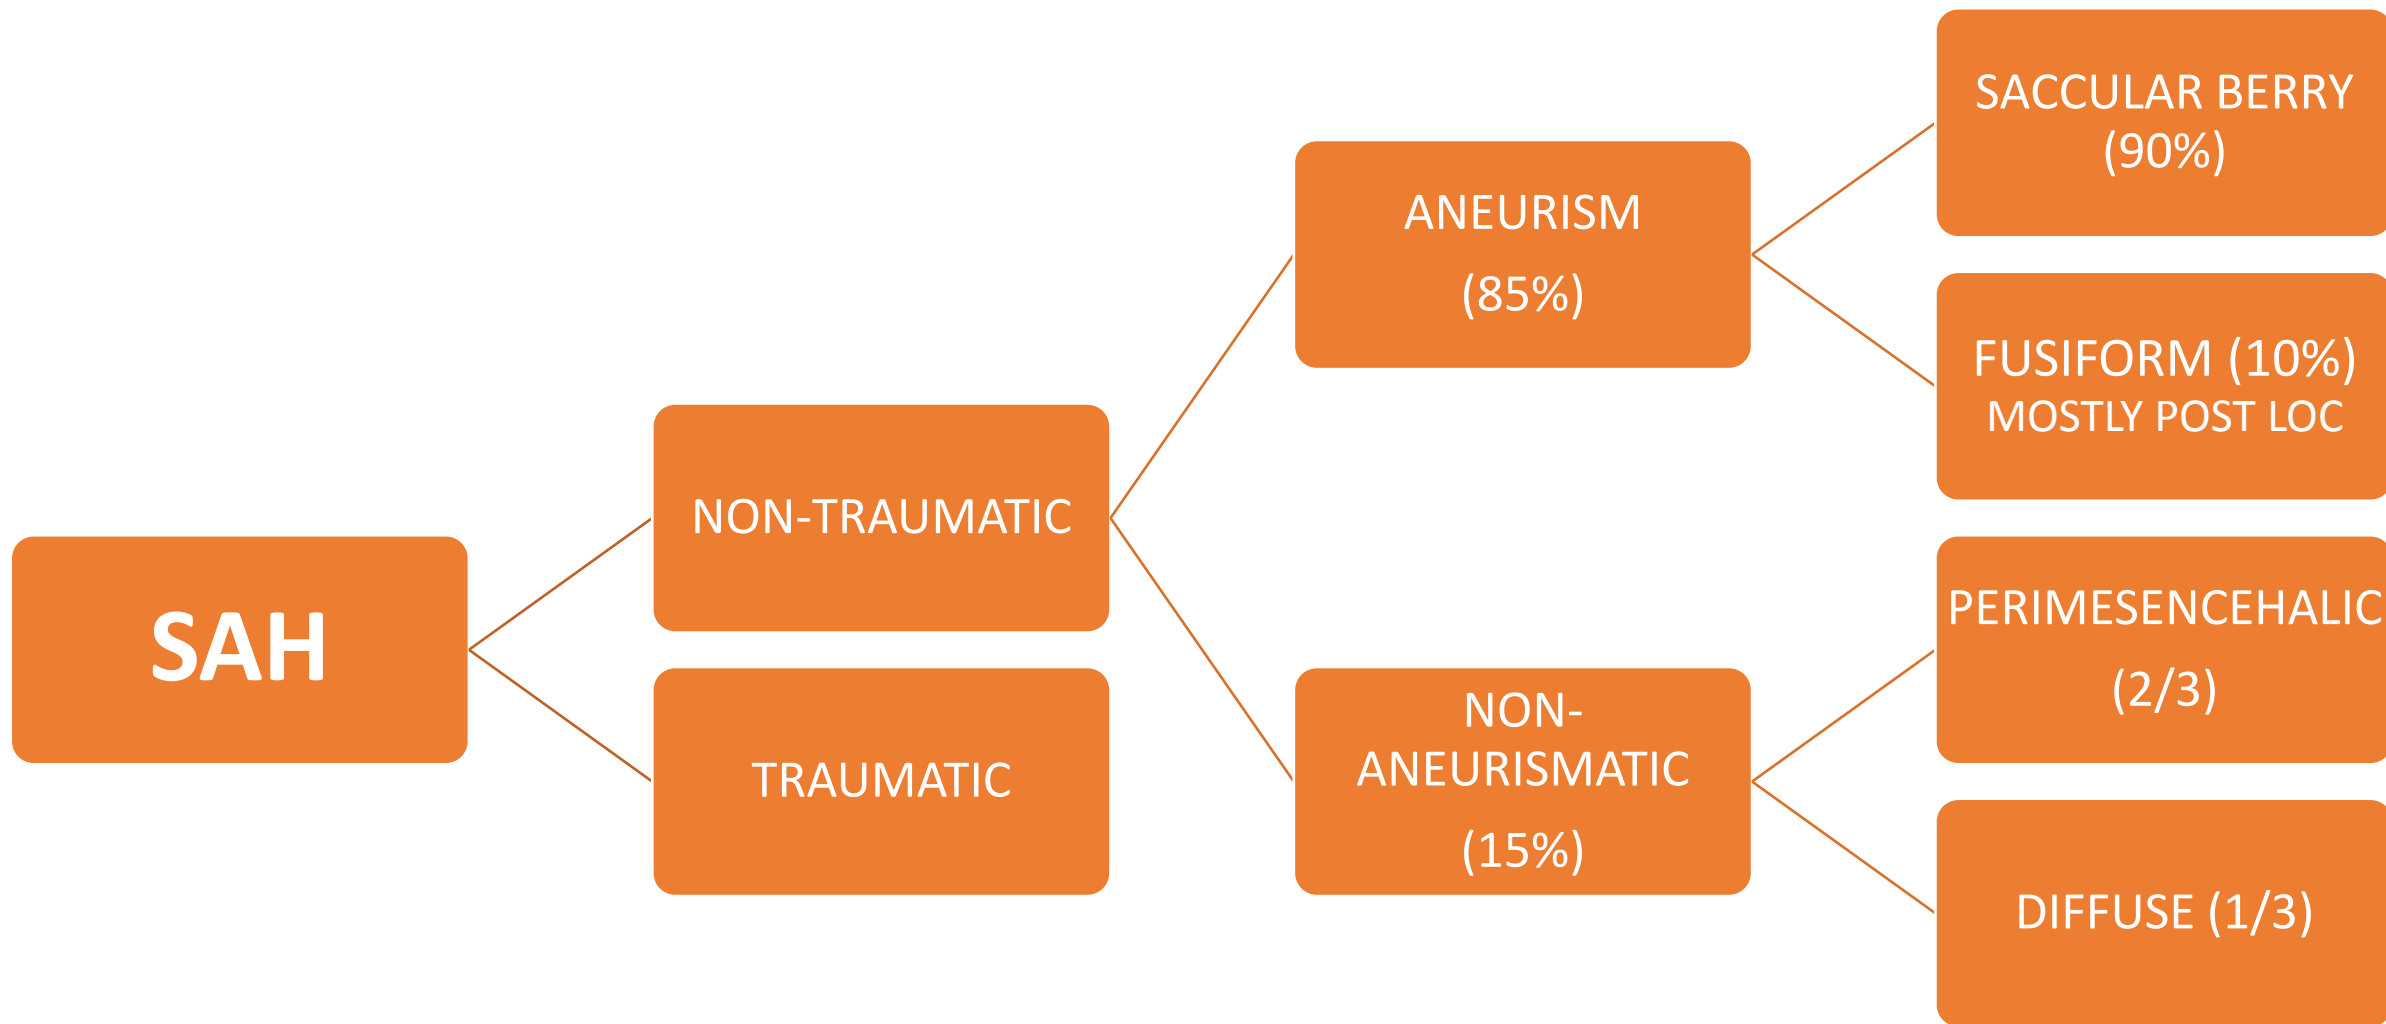 SAH
NON-TRAUMATIC
TRAUMATIC
ANEURISM
(85%)
NON-
ANEURISMATIC
(15%)
SACCULAR BERRY
(90%)
FUSIFORM (10%)
MOSTLY POST LOC
PERIMESENCEHALIC
(2/3)
DIFFUSE (1/3)